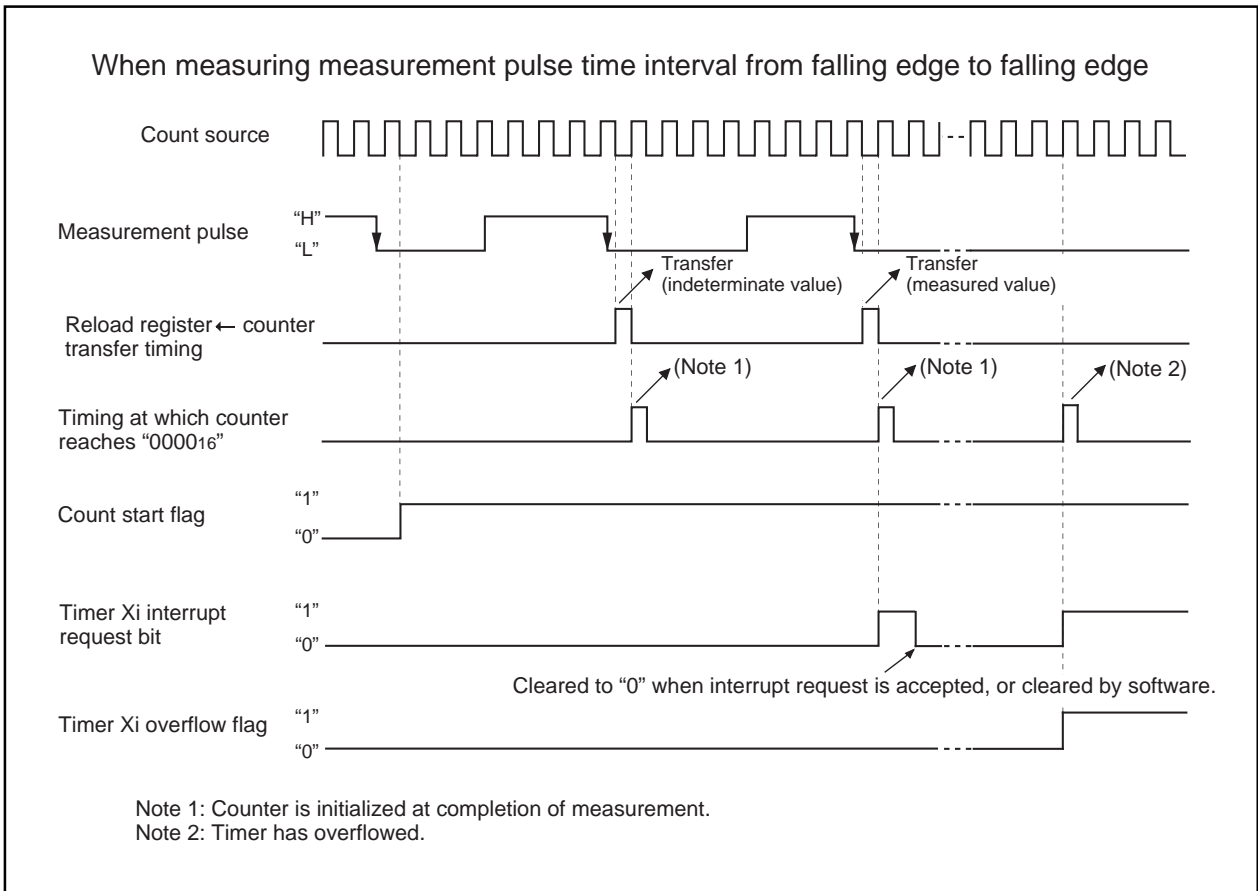 When measuring measurement pulse time interval from falling edge to falling edge
Count source
Measurement pulse
“H”
“L”
Transfer
(indeterminate value)
Transfer
(measured value)
Reload register ← counter
transfer timing
(Note 1)
(Note 1)
(Note 2)
Timing at which counter
reaches “000016”
Count start flag
“1”
“0”
Timer Xi interrupt
request bit
“1”
“0”
Cleared to “0” when interrupt request is accepted, or cleared by software.
Timer Xi overflow flag
“1”
“0”
Note 1: Counter is initialized at completion of measurement.
Note 2: Timer has overflowed.